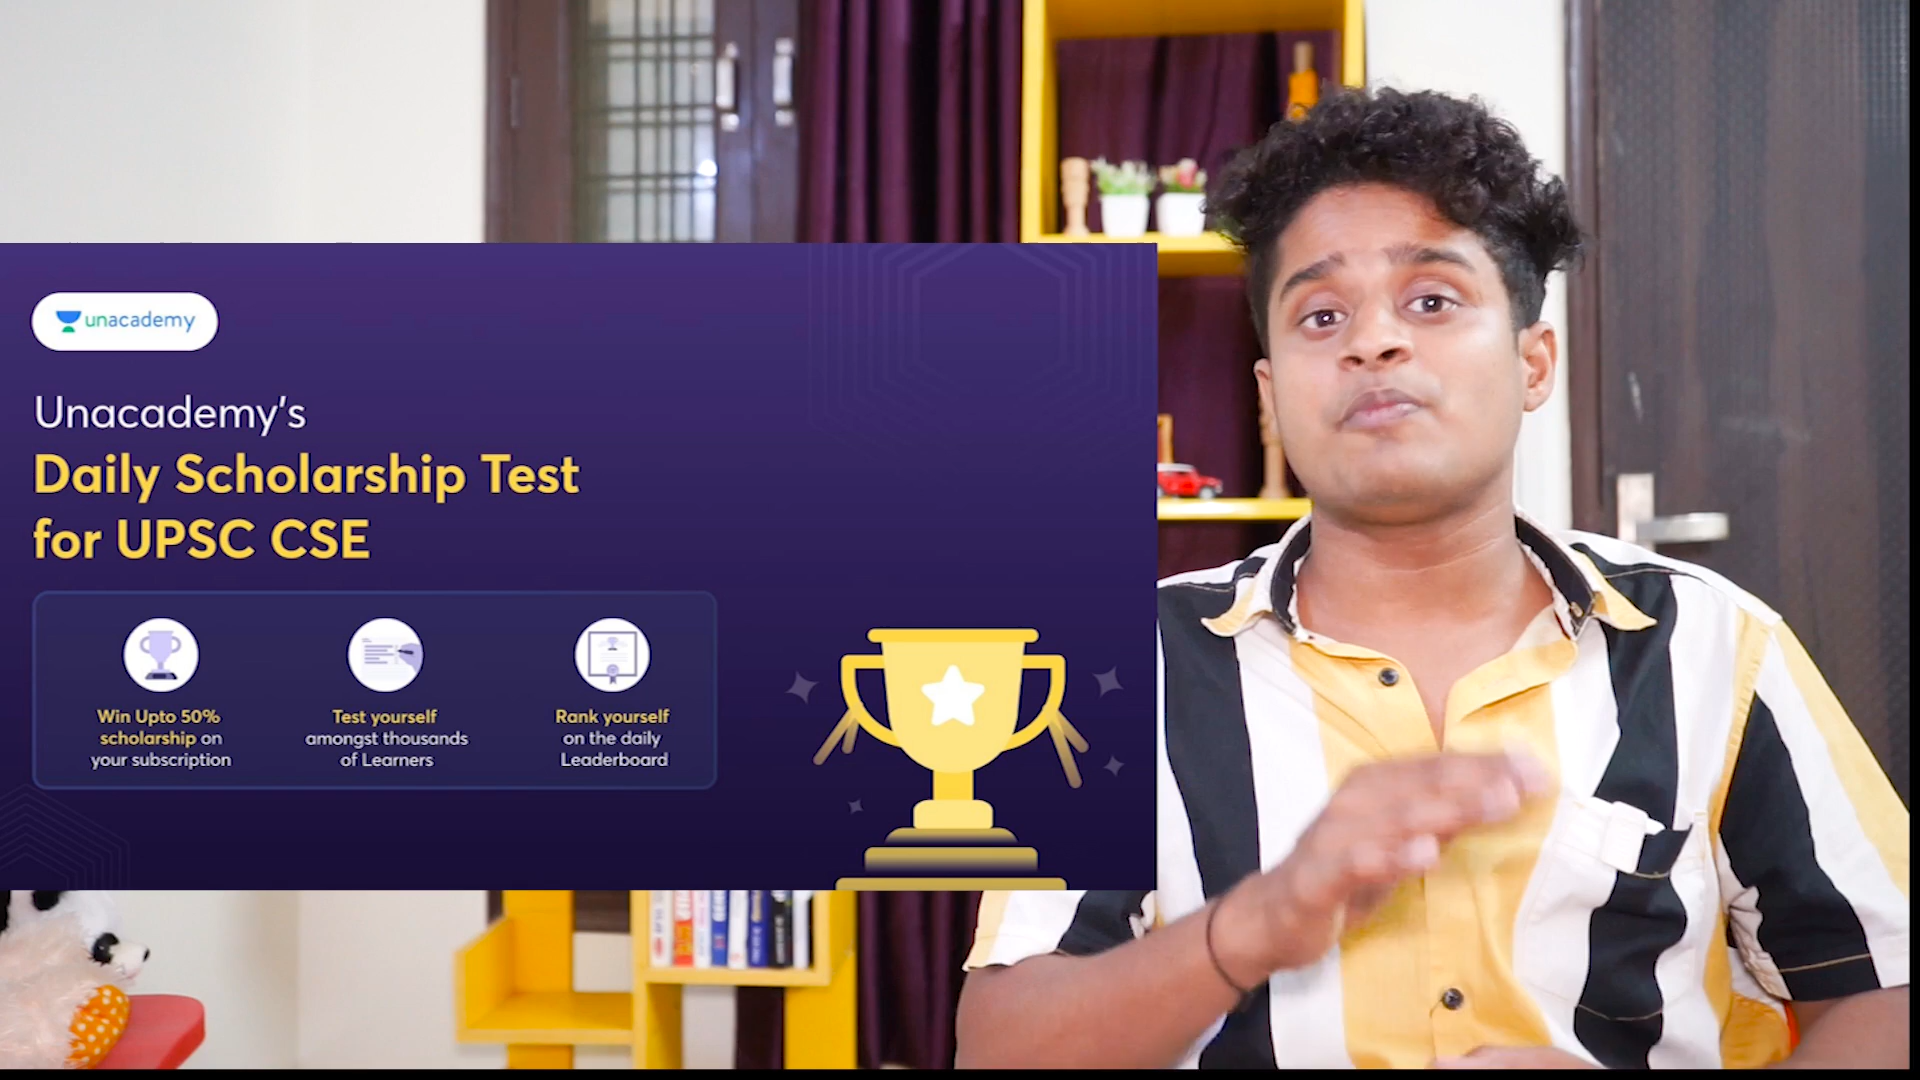 unacademy
Unacademy's
Daily Scholarship Test
for UPSC CSE
Win Upto 50%
scholarship on
your subscription
Test yourself
amongst thousands
of Learners
Rank yourself
on the daily
Leaderboard